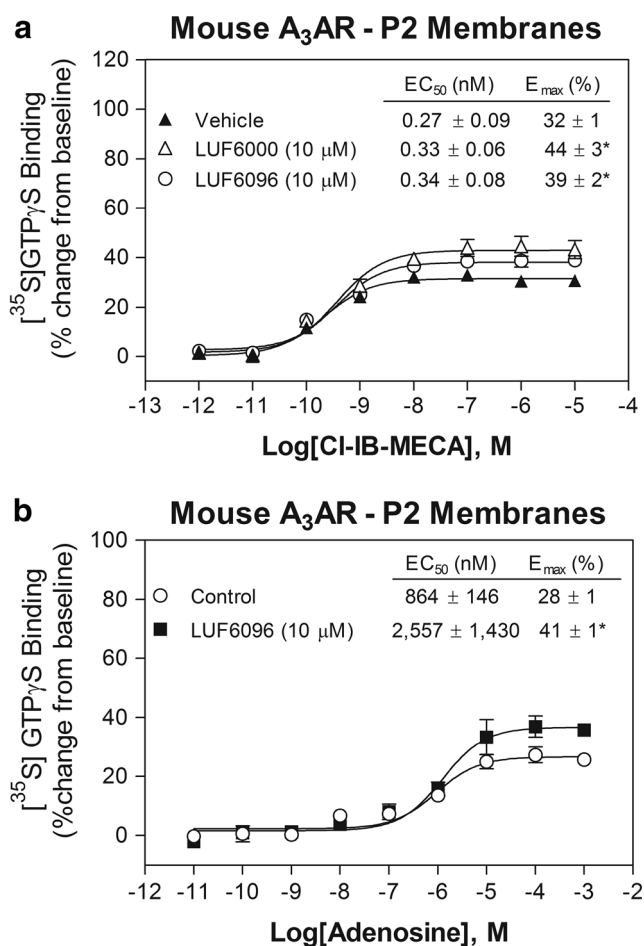 a
Mouse A₃AR - P2 Membranes
[³⁵S]GTPγS Binding
(% change from baseline)
120
100
80
60
40
20
0
EC₅₀ (nM) Eₘₐₓ (%)
▲ Vehicle 0.27 ± 0.09 32 ± 1
△ LUF6000 (10 μM) 0.33 ± 0.06 44 ± 3*
○ LUF6096 (10 μM) 0.34 ± 0.08 39 ± 2*
-13 -12 -11 -10 -9 -8 -7 -6 -5 -4
Log[Cl-IB-MECA], M
b
Mouse A₃AR - P2 Membranes
[³⁵S] GTPγS Binding
(%change from baseline)
100
80
60
40
20
0
EC₅₀ (nM) Eₘₐₓ (%)
○ Control 864 ± 146 28 ± 1
■ LUF6096 (10 μM) 2,557 ± 1,430 41 ± 1*
-12 -11 -10 -9 -8 -7 -6 -5 -4 -3 -2
Log[Adenosine], M